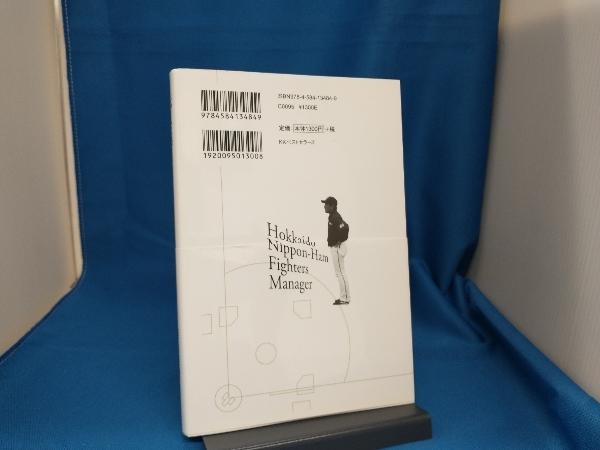 9784584134849
1920095013008
ISBN978-4-584-13484-9
C0095 ¥1300E
定価 本体1300円 +税
KKベストセラーズ
Hokkaido
Nippon-Ham
Fighters
Manager